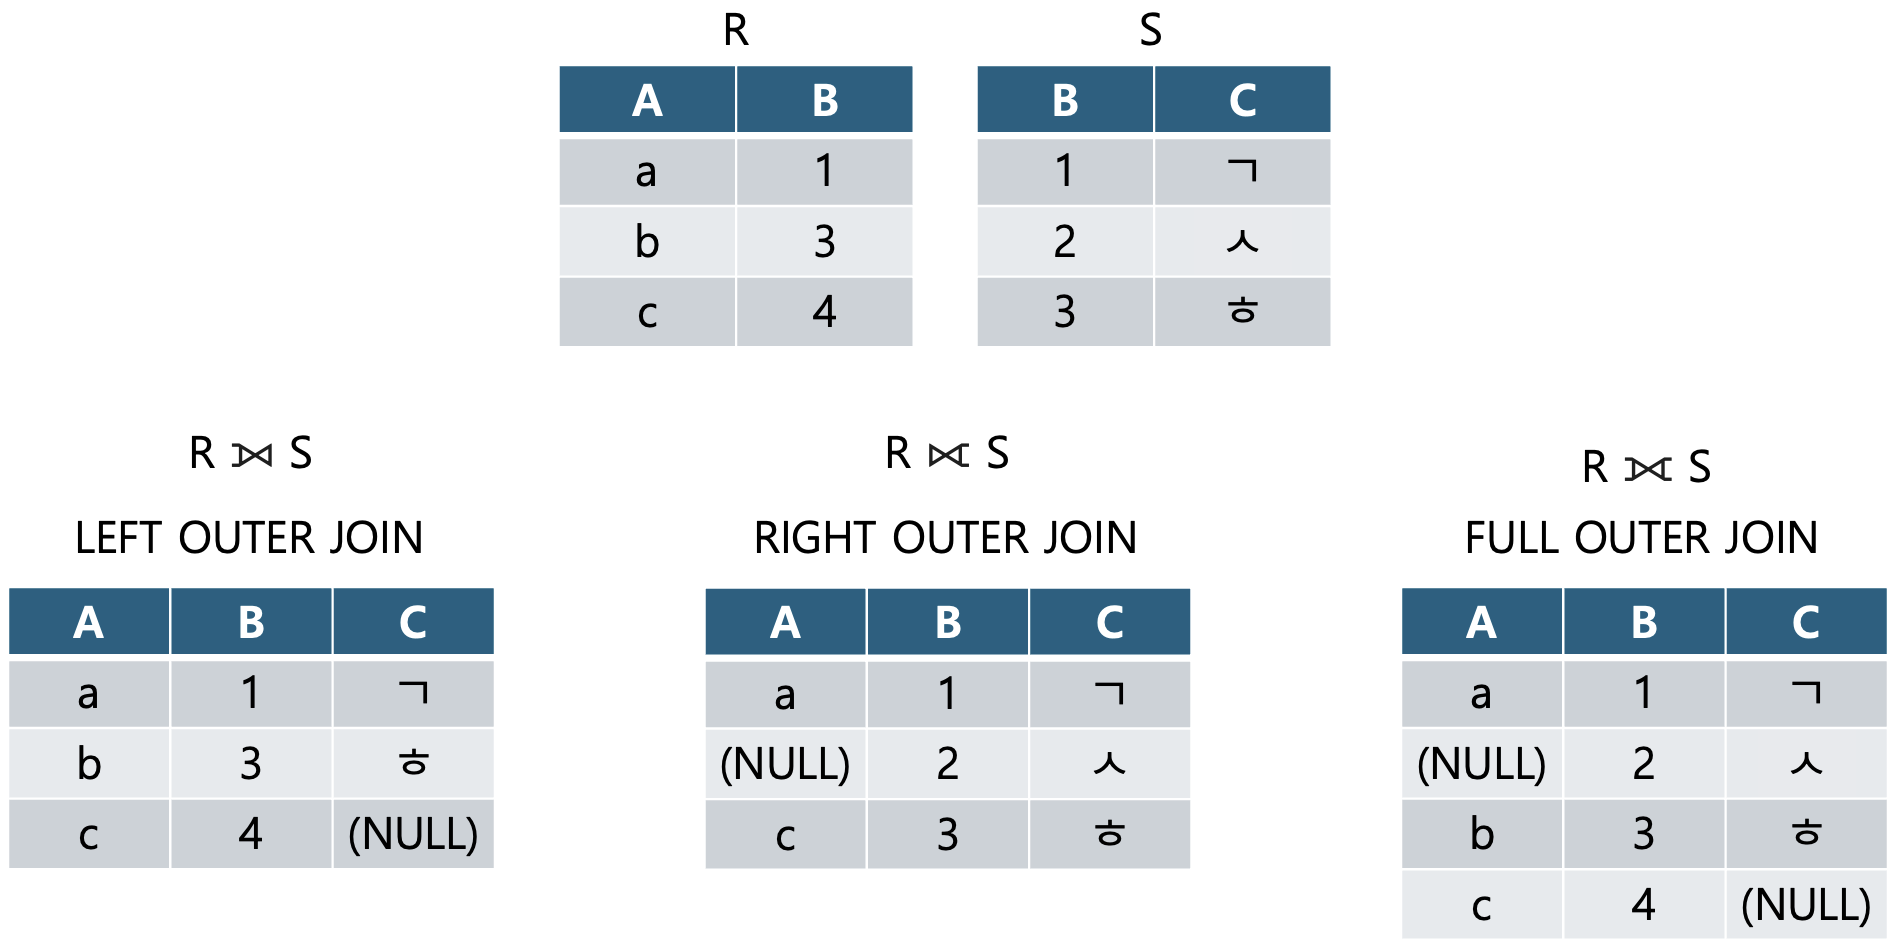 R
A B
a 1
b 3
c 4
S
B C
1 ㄱ
2 ㅅ
3 ㅎ
R ⟕ S
LEFT OUTER JOIN
A B C
a 1 ㄱ
b 3 ㅎ
c 4 (NULL)
R ⟖ S
RIGHT OUTER JOIN
A B C
a 1 ㄱ
(NULL) 2 ㅅ
c 3 ㅎ
R ⟗ S
FULL OUTER JOIN
A B C
a 1 ㄱ
(NULL) 2 ㅅ
b 3 ㅎ
c 4 (NULL)